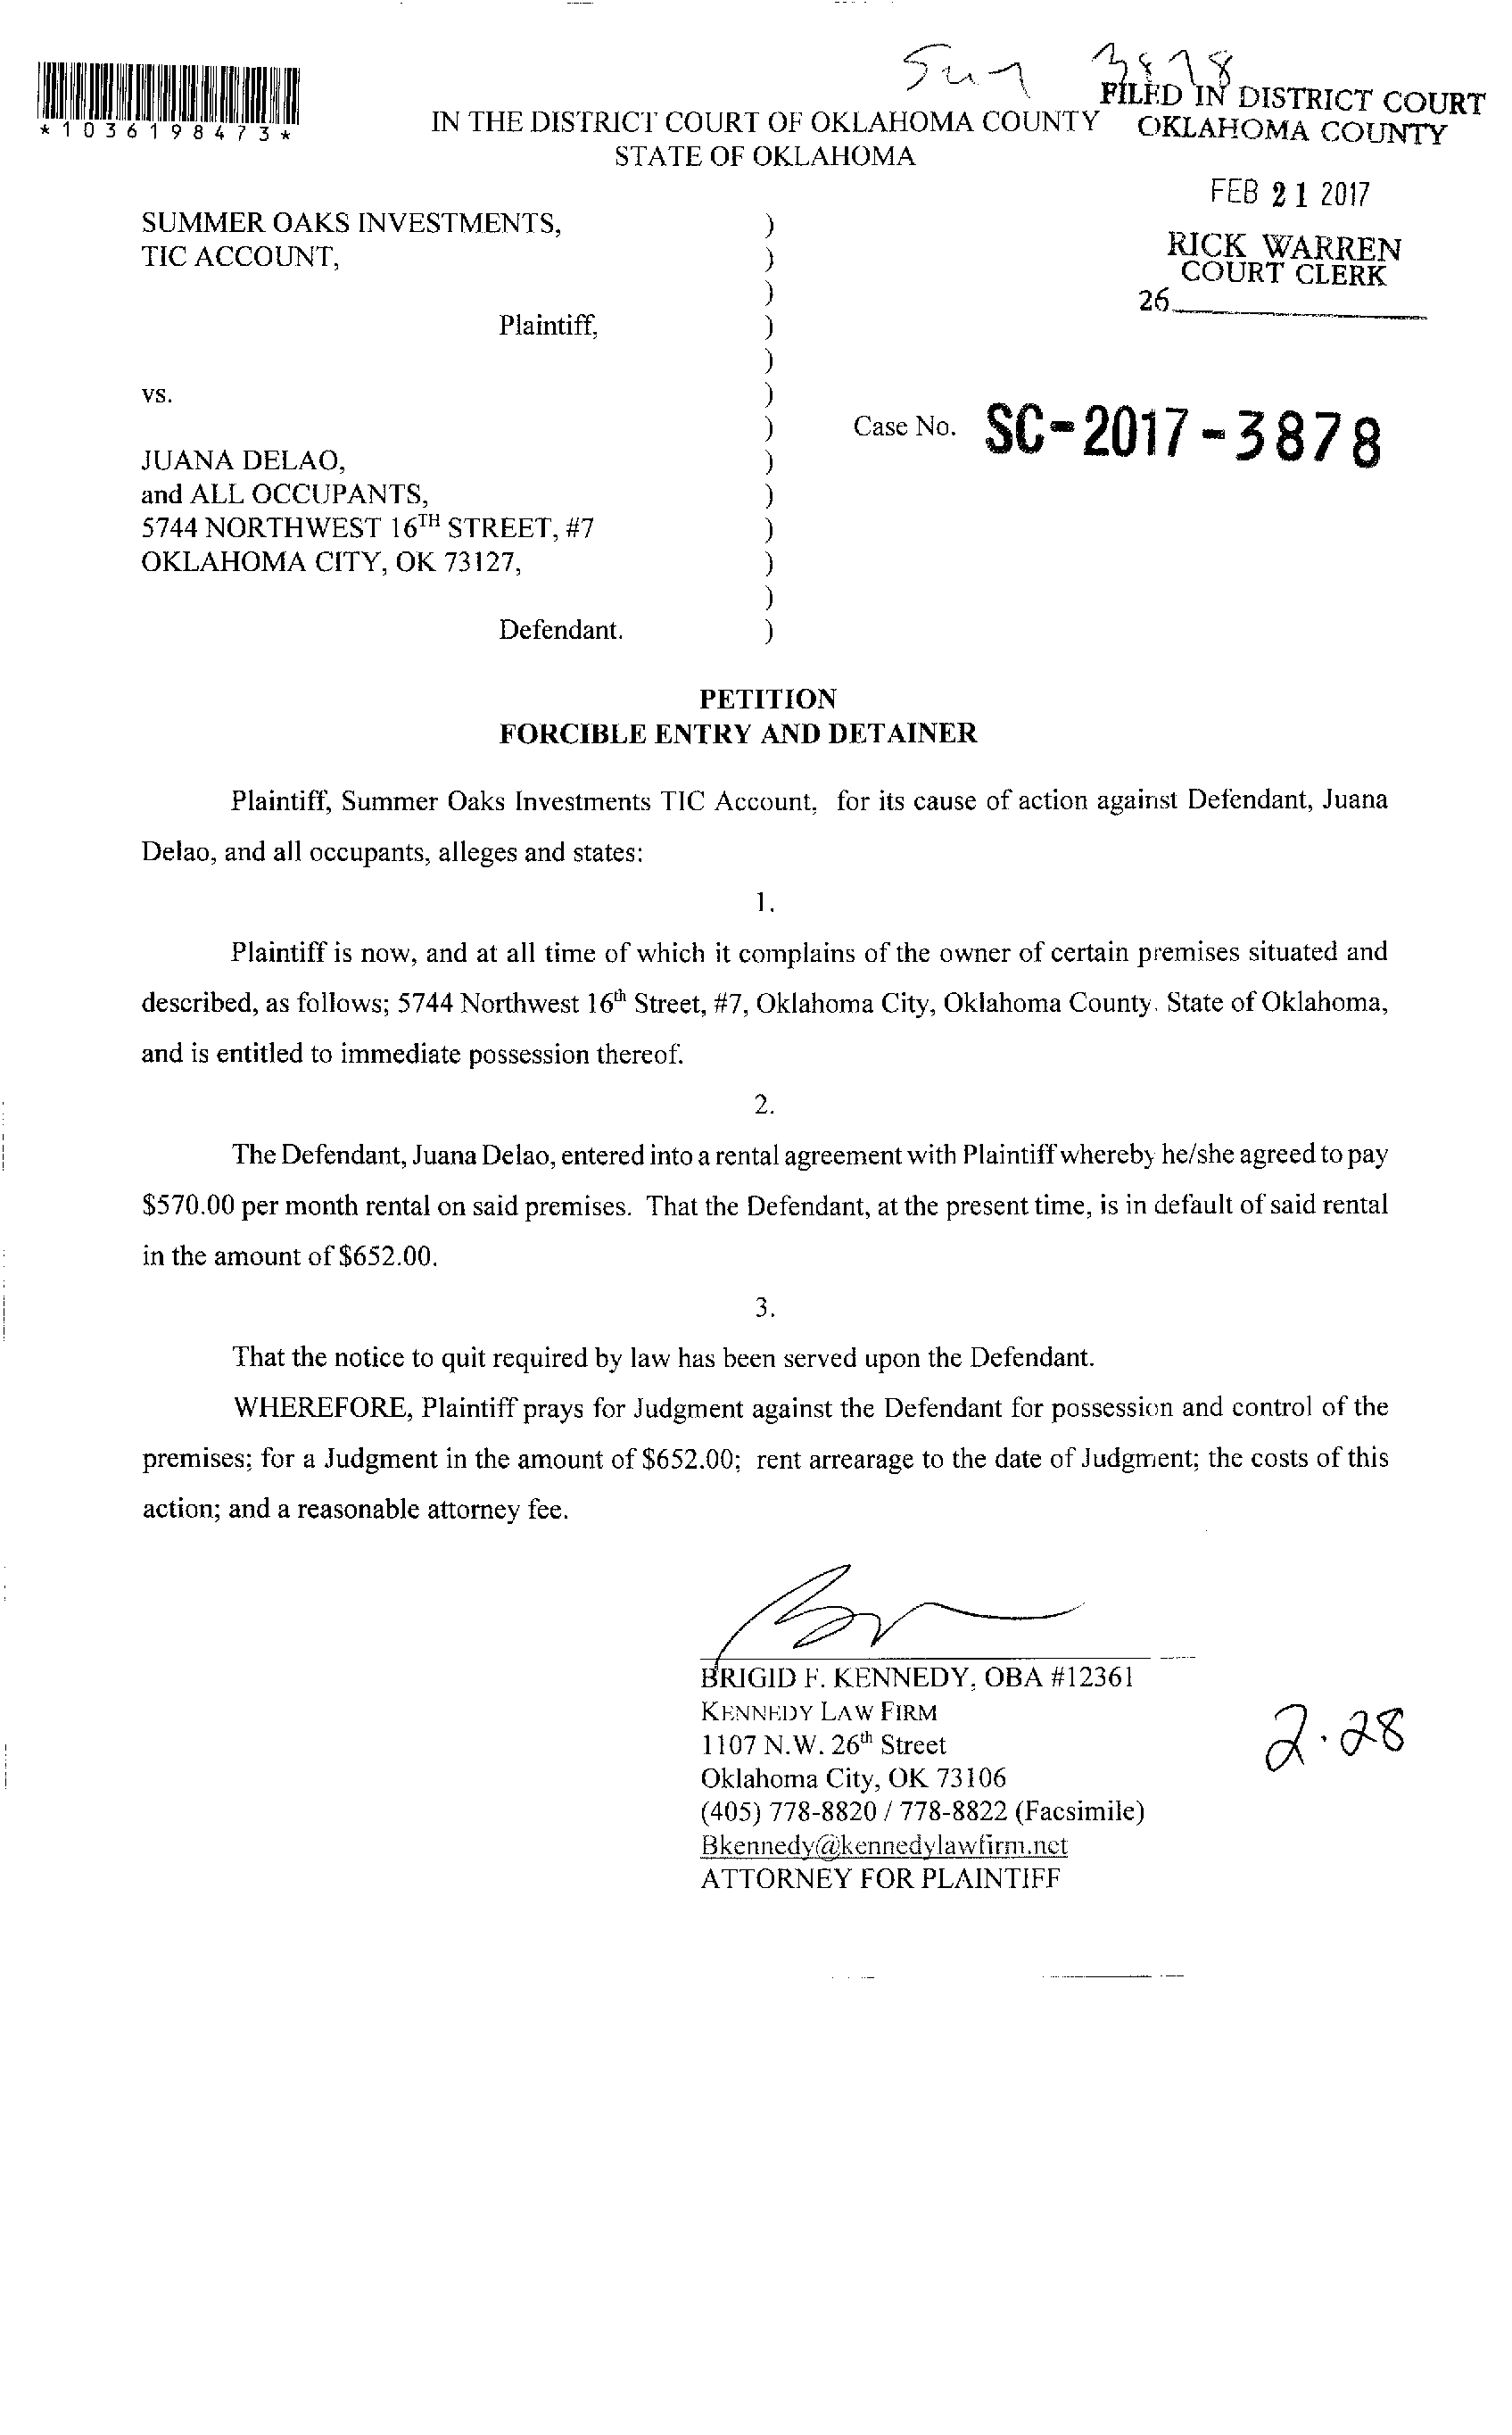 Sum 3878
*1036198473*
FILED IN DISTRICT COURT
OKLAHOMA COUNTY
IN THE DISTRICT COURT OF OKLAHOMA COUNTY
STATE OF OKLAHOMA
FEB 21 2017
RICK WARREN
COURT CLERK
26
SUMMER OAKS INVESTMENTS, )
TIC ACCOUNT, )
)
Plaintiff, )
)
vs. )
) Case No. SC-2017-3878
JUANA DELAO, )
and ALL OCCUPANTS, )
5744 NORTHWEST 16TH STREET, #7 )
OKLAHOMA CITY, OK 73127, )
)
Defendant. )
PETITION
FORCIBLE ENTRY AND DETAINER
Plaintiff, Summer Oaks Investments TIC Account, for its cause of action against Defendant, Juana
Delao, and all occupants, alleges and states:
1.
Plaintiff is now, and at all time of which it complains of the owner of certain premises situated and
described, as follows; 5744 Northwest 16th Street, #7, Oklahoma City, Oklahoma County, State of Oklahoma,
and is entitled to immediate possession thereof.
2.
The Defendant, Juana Delao, entered into a rental agreement with Plaintiff whereby he/she agreed to pay
$570.00 per month rental on said premises. That the Defendant, at the present time, is in default of said rental
in the amount of $652.00.
3.
That the notice to quit required by law has been served upon the Defendant.
WHEREFORE, Plaintiff prays for Judgment against the Defendant for possession and control of the
premises; for a Judgment in the amount of $652.00; rent arrearage to the date of Judgment; the costs of this
action; and a reasonable attorney fee.
BRIGID F. KENNEDY, OBA #12361
KENNEDY LAW FIRM
1107 N.W. 26th Street
Oklahoma City, OK 73106
(405) 778-8820 / 778-8822 (Facsimile)
Bkennedy@kennedylawfirm.net
ATTORNEY FOR PLAINTIFF
2.28